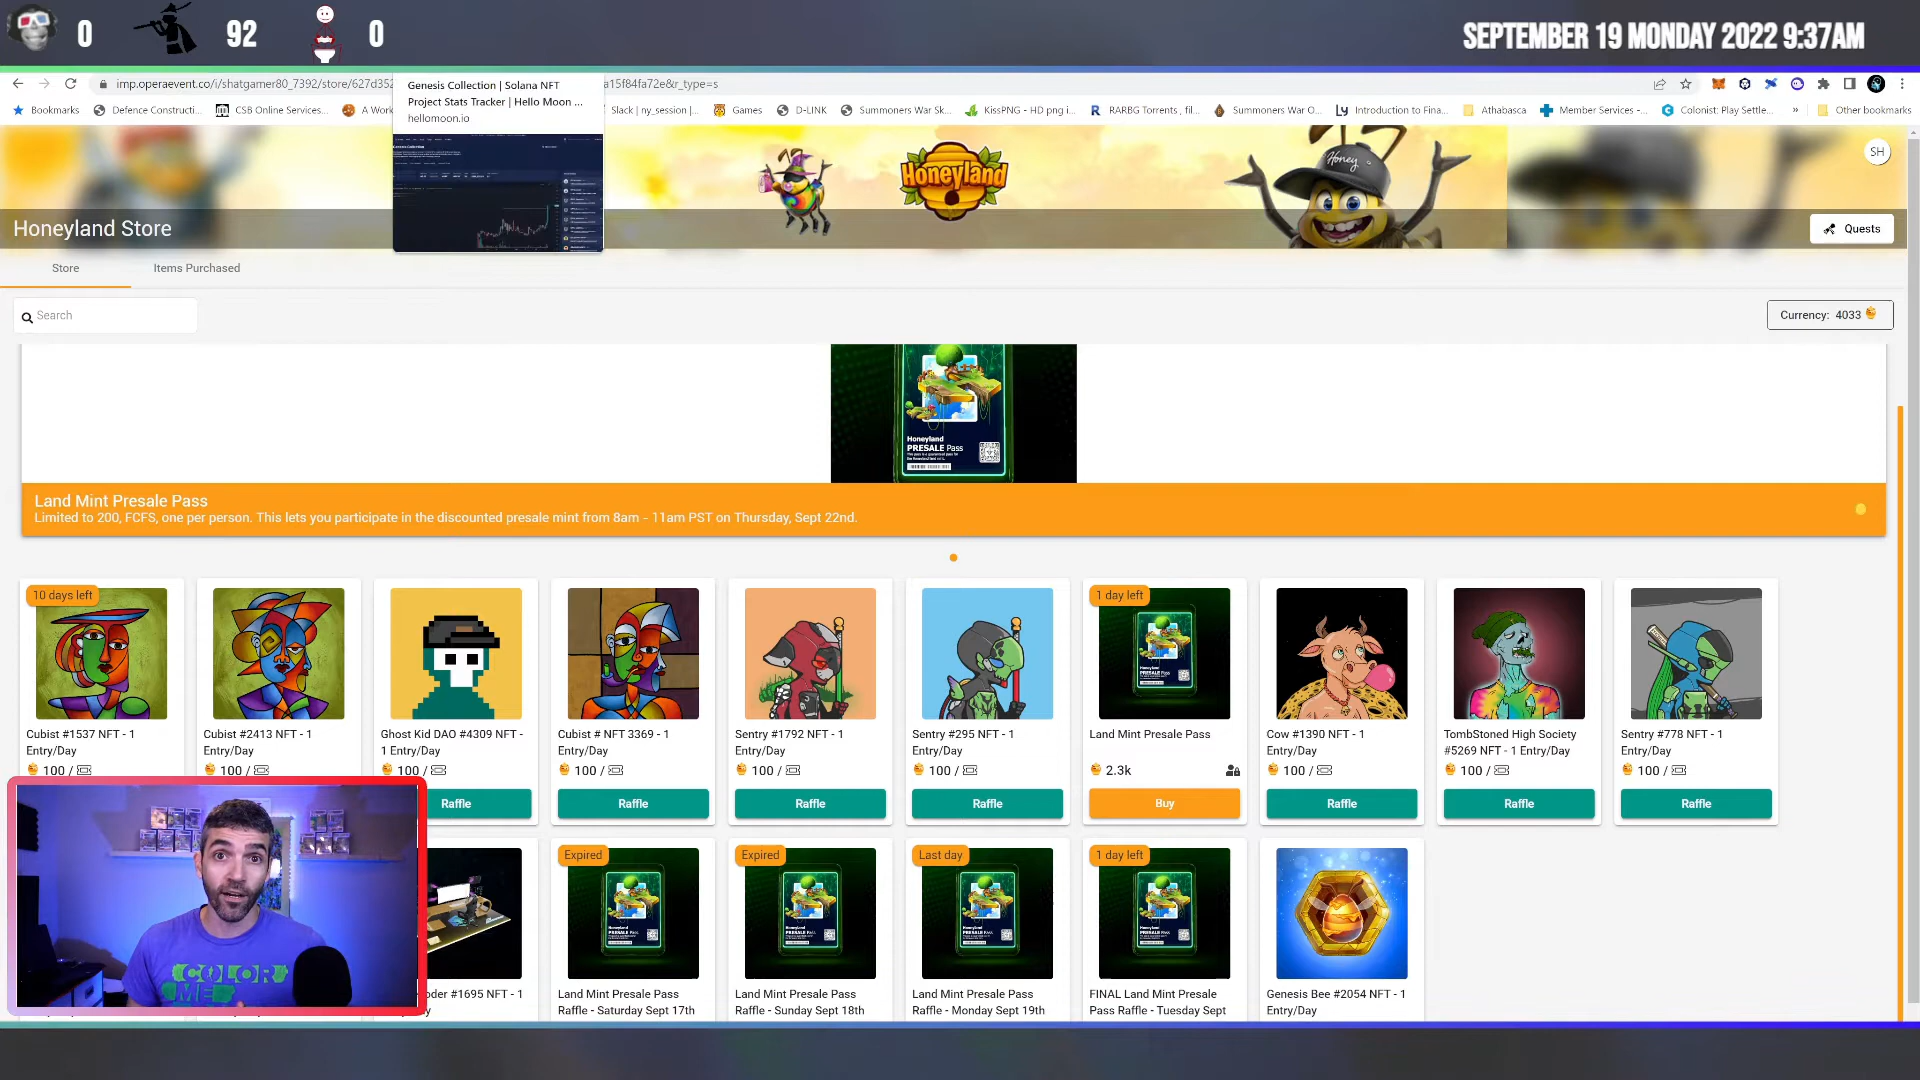 0
92
0
SEPTEMBER 19 MONDAY 2022 9:37AM
imp.operaevent.co/i/shatgamer80_7392/store/627d352
a15f84fa72e&r_type=s
Genesis Collection | Solana NFT
Project Stats Tracker | Hello Moon ...
hellomoon.io
Bookmarks
Defence Constructi...
CSB Online Services...
A Work
Slack | ny_session |...
Games
D-LINK
Summoners War Sk...
KissPNG - HD png i...
RARBG Torrents , fil...
Summoners War O...
Introduction to Fina...
Athabasca
Member Services -...
Colonist: Play Settle...
»
Other bookmarks
Honeyland
Honey
SH
Honeyland Store
Quests
Store
Items Purchased
Search
Currency: 4033
Honeyland
PRESALE Pass
Land Mint Presale Pass
Limited to 200, FCFS, one per person. This lets you participate in the discounted presale mint from 8am - 11am PST on Thursday, Sept 22nd.
10 days left
1 day left
Cubist #1537 NFT - 1
Entry/Day
100 /
Cubist #2413 NFT - 1
Entry/Day
100 /
Ghost Kid DAO #4309 NFT -
1 Entry/Day
100 /
Raffle
Cubist # NFT 3369 - 1
Entry/Day
100 /
Raffle
Sentry #1792 NFT - 1
Entry/Day
100 /
Raffle
Sentry #295 NFT - 1
Entry/Day
100 /
Raffle
Land Mint Presale Pass
2.3k
Buy
Cow #1390 NFT - 1
Entry/Day
100 /
Raffle
TombStoned High Society
#5269 NFT - 1 Entry/Day
100 /
Raffle
Sentry #778 NFT - 1
Entry/Day
100 /
Raffle
COLOR
ME
oder #1695 NFT - 1
Expired
Land Mint Presale Pass
Raffle - Saturday Sept 17th
Expired
Land Mint Presale Pass
Raffle - Sunday Sept 18th
Last day
Land Mint Presale Pass
Raffle - Monday Sept 19th
1 day left
FINAL Land Mint Presale
Pass Raffle - Tuesday Sept
Genesis Bee #2054 NFT - 1
Entry/Day